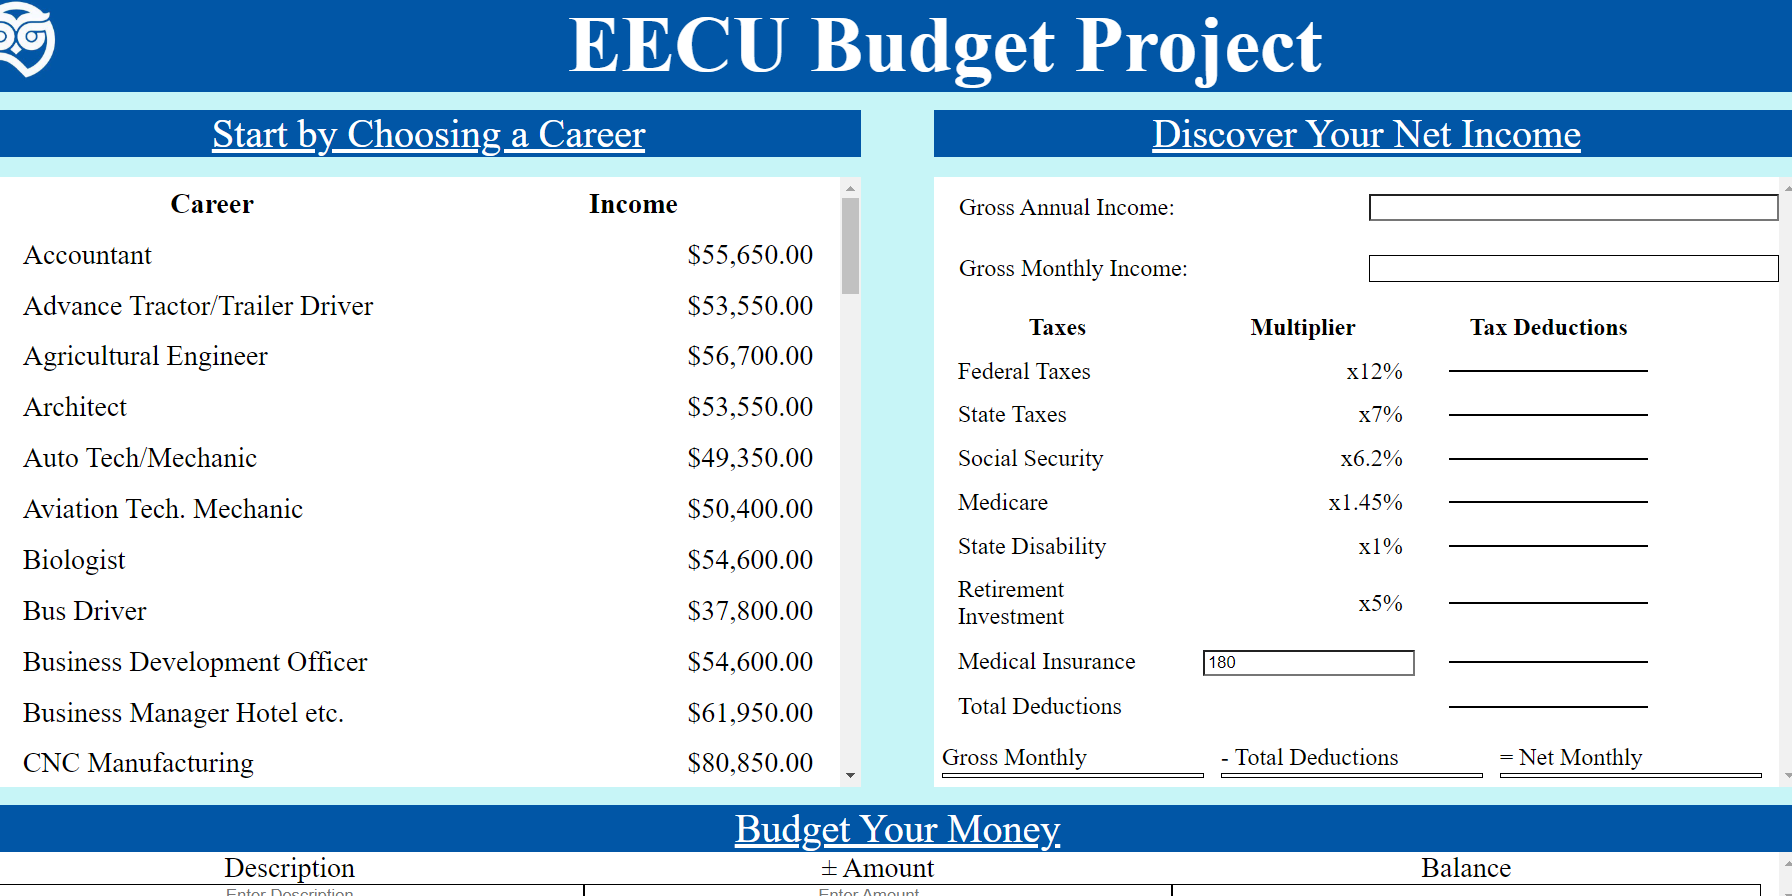 EECU Budget Project
Start by Choosing a Career
Career Income
Accountant $55,650.00
Advance Tractor/Trailer Driver $53,550.00
Agricultural Engineer $56,700.00
Architect $53,550.00
Auto Tech/Mechanic $49,350.00
Aviation Tech. Mechanic $50,400.00
Biologist $54,600.00
Bus Driver $37,800.00
Business Development Officer $54,600.00
Business Manager Hotel etc. $61,950.00
CNC Manufacturing $80,850.00
Discover Your Net Income
Gross Annual Income:
Gross Monthly Income:
Taxes Multiplier Tax Deductions
Federal Taxes x12%
State Taxes x7%
Social Security x6.2%
Medicare x1.45%
State Disability x1%
Retirement
Investment x5%
Medical Insurance 180
Total Deductions
Gross Monthly - Total Deductions = Net Monthly
Budget Your Money
Description ± Amount Balance
Enter Description Enter Amount